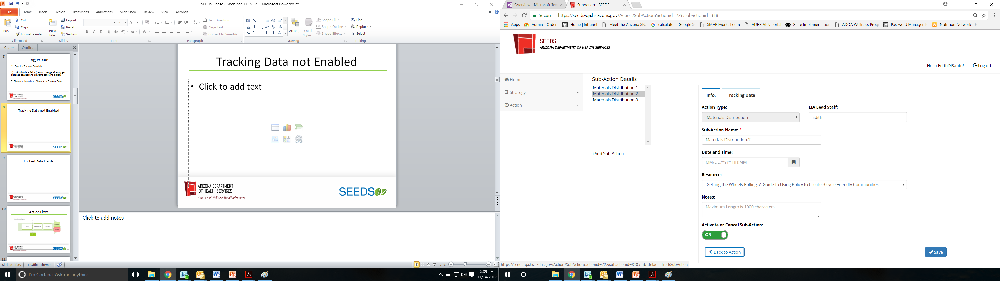 SEEDS Phase 2 Webinar 11.15.17 - Microsoft PowerPoint
File Home Insert Design Transitions Animations Slide Show Review View Acrobat
Paste
Cut
Copy
Format Painter
Clipboard
New Slide
Layout
Reset
Section
Slides
32
Font
Paragraph
Text Direction
Align Text
Convert to SmartArt
Arrange
Quick Styles
Shape Fill
Shape Outline
Shape Effects
Drawing
Find
Replace
Select
Editing
Slides Outline
7
Trigger Date
1) Enables Tracking Data tab
2) Locks the date fields (cannot change after trigger
date has passed) and prevents canceling actions
3) Changes status from Created to Pending Data
SEEDS
8
Tracking Data not Enabled
SEEDS
9
Locked Data Fields
SEEDS
10
Action Flow
SEEDS
11
Tracking Data not Enabled
• Click to add text
ARIZONA DEPARTMENT
OF HEALTH SERVICES
Health and Wellness for all Arizonans
SEEDS
Click to add notes
Slide 8 of 39 "1_Office Theme" 70%
I'm Cortana. Ask me anything.
5:39 PM
11/14/2017
Overview - Microsoft Tea
SubAction - SEEDS
Secure https://seeds-qa.hs.azdhs.gov/Action/SubAction?actionid=72&subactionid=318
Apps Admin - Orders Home | Intranet Meet the Arizona SN calculator - Google S SMARTworks Login ADHS VPN Portal State Implementation ADOA Wellness Prog Password Manager T Nutrition Network -
SEEDS
ARIZONA DEPARTMENT OF HEALTH SERVICES
Hello EdithDiSanto! Log off
Home
Strategy
Action
Sub-Action Details
Materials Distribution-1
Materials Distribution-2
Materials Distribution-3
+Add Sub-Action
Info. Tracking Data
Action Type: LIA Lead Staff:
Materials Distribution Edith
Sub-Action Name: *
Materials Distribution-2
Date and Time:
MM/DD/YYYY HH:MM
Resource:
Getting the Wheels Rolling: A Guide to Using Policy to Create Bicycle Friendly Communities
Notes:
Maximum Length is 1000 characters
Activate or Cancel Sub-Action:
ON
Back to Action Save
https://seeds-qa.hs.azdhs.gov/Action/SubAction?actionid=72&subactionid=318#tab_default_TrackSubAction